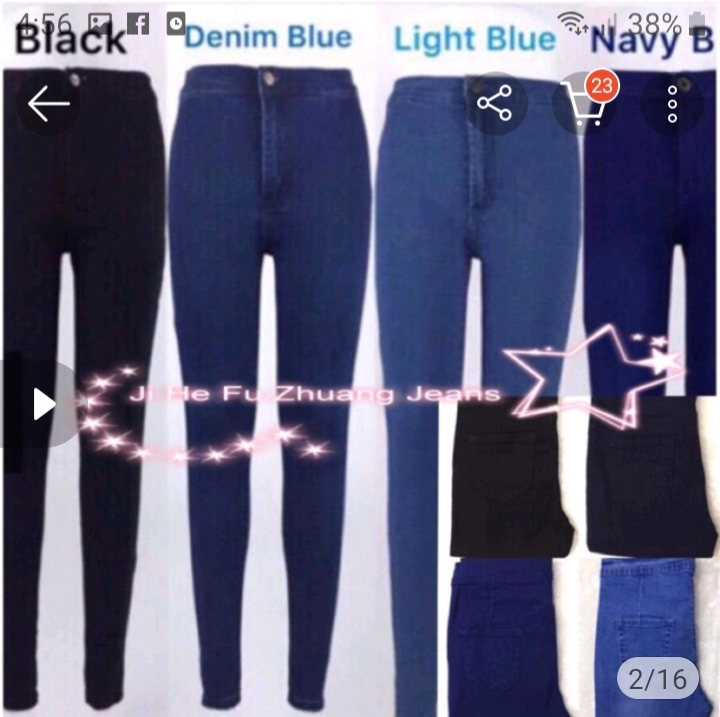 4:56
38%
Black
Denim Blue
Light Blue
Navy B
23
Ji He Fu Zhuang Jeans
2/16